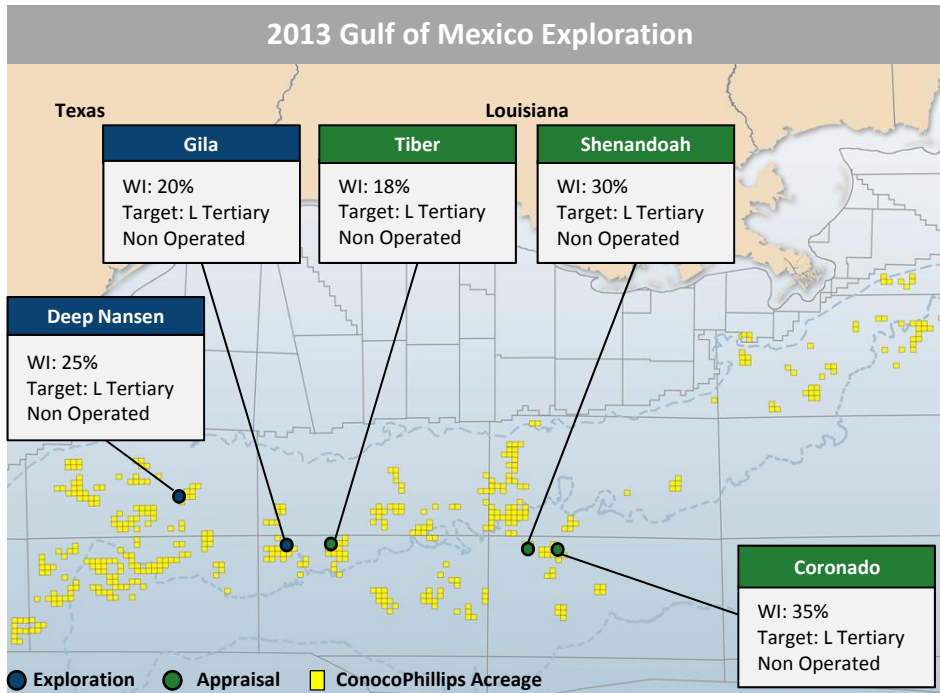 2013 Gulf of Mexico Exploration
Texas
Louisiana
Gila
WI: 20%
Target: L Tertiary
Non Operated
Tiber
WI: 18%
Target: L Tertiary
Non Operated
Shenandoah
WI: 30%
Target: L Tertiary
Non Operated
Deep Nansen
WI: 25%
Target: L Tertiary
Non Operated
Coronado
WI: 35%
Target: L Tertiary
Non Operated
Exploration
Appraisal
ConocoPhillips Acreage